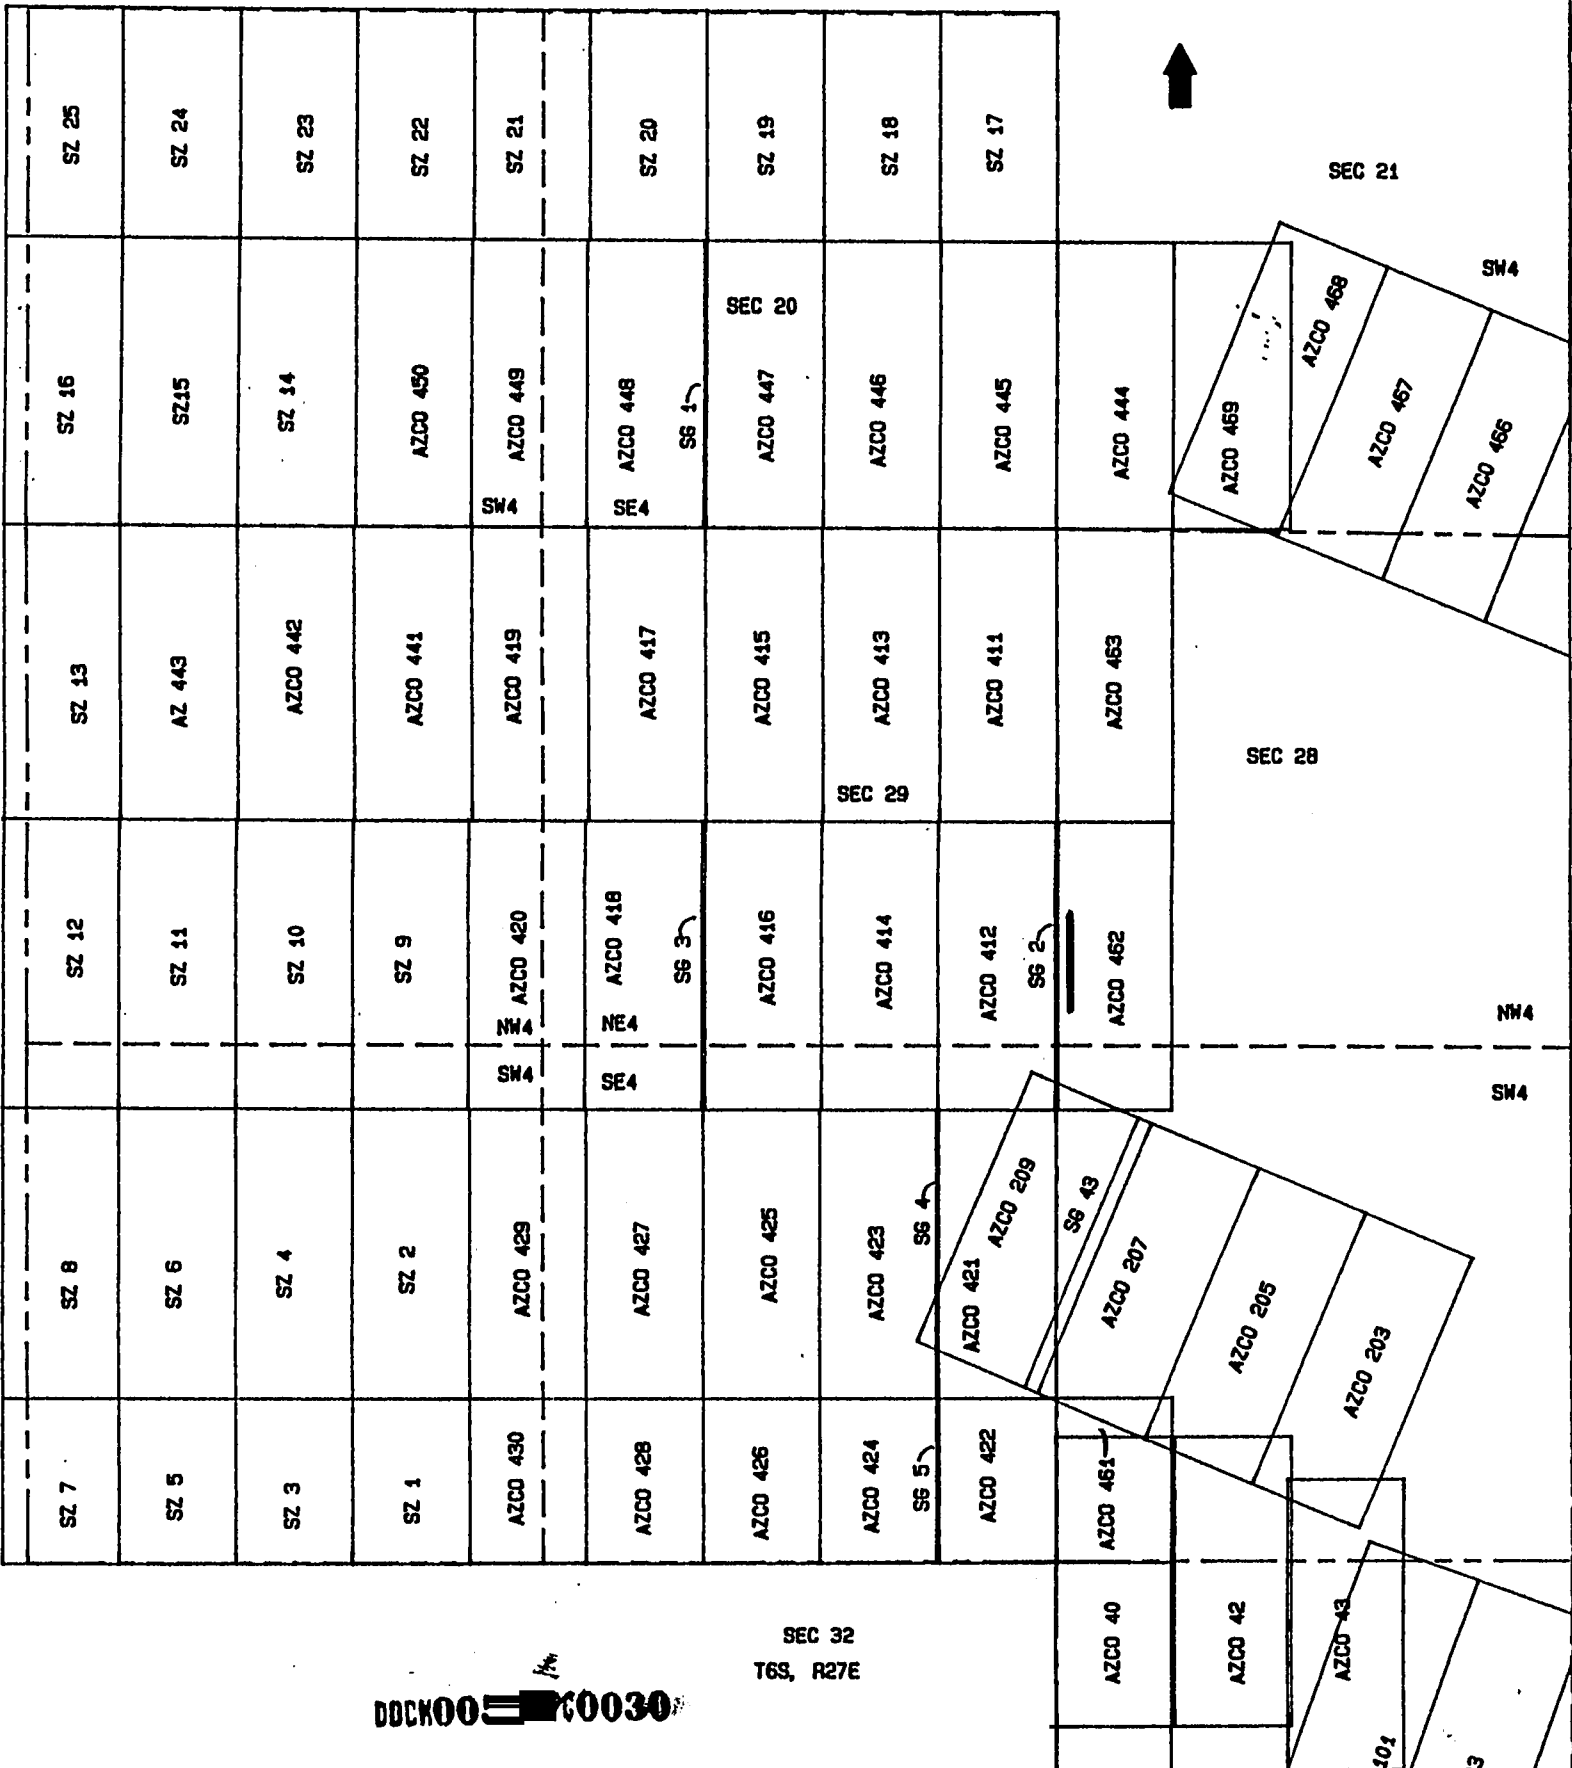 SZ 25
SZ 24
SZ 23
SZ 22
SZ 21
SZ 20
SZ 19
SZ 18
SZ 17
SEC 21
SW4
SEC 20
SZ 16
SZ15
SZ 14
AZCO 450
AZCO 449
AZCO 448
SG 1
AZCO 447
AZCO 446
AZCO 445
AZCO 444
AZCO 469
AZCO 468
AZCO 467
AZCO 466
SW4
SE4
SZ 13
AZ 443
AZCO 442
AZCO 441
AZCO 419
AZCO 417
AZCO 415
AZCO 413
AZCO 411
AZCO 463
SEC 28
SEC 29
SZ 12
SZ 11
SZ 10
SZ 9
AZCO 420
AZCO 418
SG 3
AZCO 416
AZCO 414
AZCO 412
SG 2
AZCO 462
NW4
NE4
NW4
SW4
SE4
SW4
SZ 8
SZ 6
SZ 4
SZ 2
AZCO 429
AZCO 427
AZCO 425
AZCO 423
SG 4
AZCO 421
AZCO 209
SG 43
AZCO 207
AZCO 205
AZCO 203
SZ 7
SZ 5
SZ 3
SZ 1
AZCO 430
AZCO 428
AZCO 426
AZCO 424
SG 5
AZCO 422
AZCO 461
AZCO 40
AZCO 42
AZCO 43
SEC 32
T6S, R27E
101
3